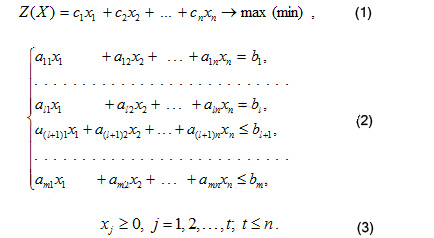 Z(X) = c₁x₁ + c₂x₂ + ... + cₙxₙ → max (min) , (1)
a₁₁x₁ + a₁₂x₂ + ... + a₁ₙxₙ = b₁,
. . . . . . . . . . . . . . . . . . . . . . . . . . . .
aᵢ₁x₁ + aᵢ₂x₂ + ... + aᵢₙxₙ = bᵢ,
a₍ᵢ₊₁₎₁x₁ + a₍ᵢ₊₁₎₂x₂ + ... + a₍ᵢ₊₁₎ₙxₙ ≤ bᵢ₊₁, (2)
. . . . . . . . . . . . . . . . . . . . . . . . . . . .
aₘ₁x₁ + aₘ₂x₂ + ... + aₘₙxₙ ≤ bₘ,
xⱼ ≥ 0, j = 1, 2, ..., t; t ≤ n. (3)